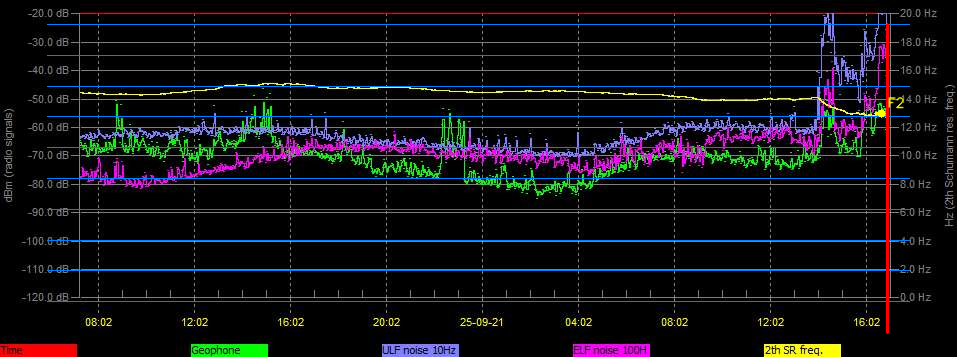 -20.0 dB 20.0 Hz
-30.0 dB 18.0 Hz
-40.0 dB 16.0 Hz
-50.0 dB F2 14.0 Hz
-60.0 dB 12.0 Hz
-70.0 dB 10.0 Hz
-80.0 dB 8.0 Hz
-90.0 dB 6.0 Hz
-100.0 dB 4.0 Hz
-110.0 dB 2.0 Hz
-120.0 dB 0.0 Hz
dBm (radio signals)
Hz (2th Schumann res. freq.)
08:02 12:02 16:02 20:02 25-09-21 04:02 08:02 12:02 16:02
Time Geophone ULF noise 10Hz ELF noise 100H 2th SR freq.